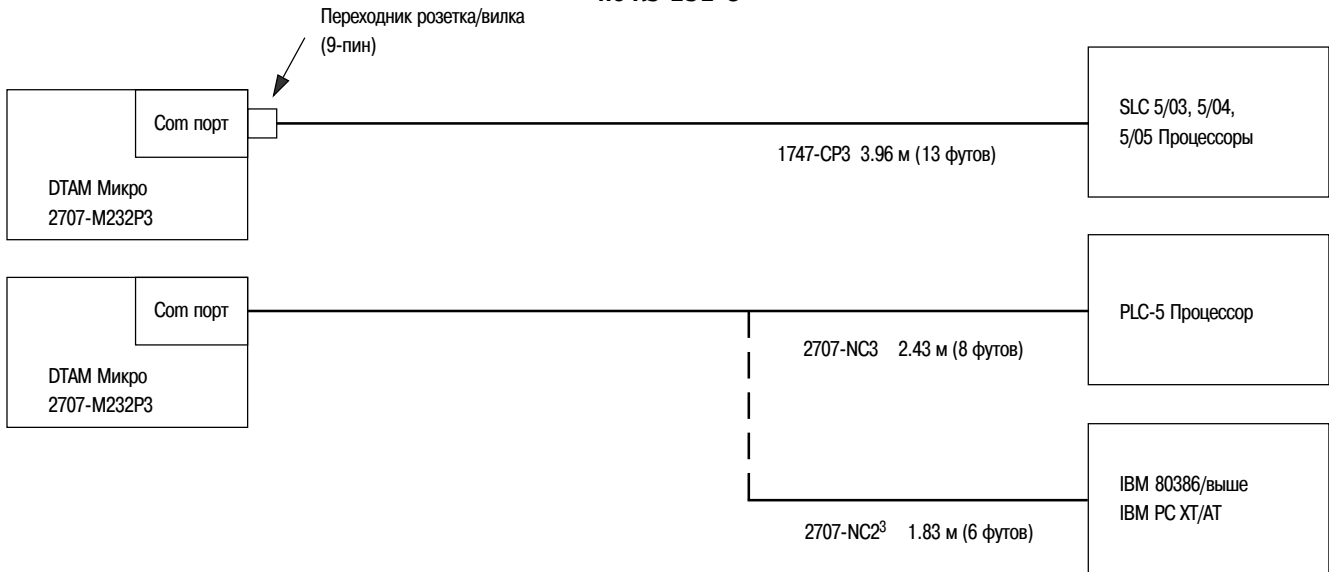 Переходник розетка/вилка
(9-пин)
Com порт
DTAM Микро
2707-M232P3
1747-CP3 3.96 м (13 футов)
SLC 5/03, 5/04,
5/05 Процессоры
Com порт
DTAM Микро
2707-M232P3
2707-NC3 2.43 м (8 футов)
PLC-5 Процессор
2707-NC2³ 1.83 м (6 футов)
IBM 80386/выше
IBM PC XT/AT